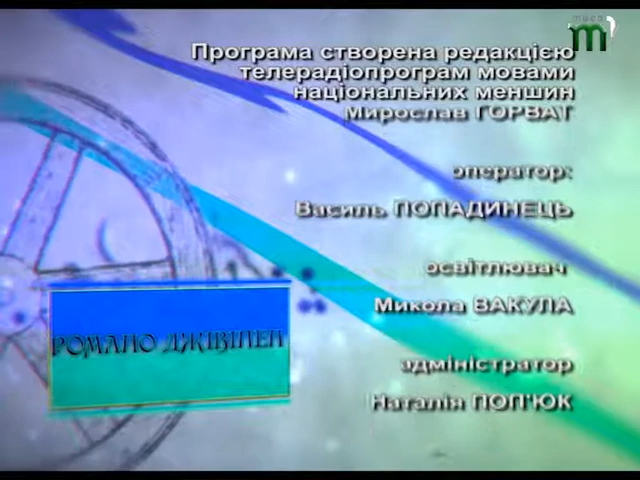 Програма створена редакцією
телерадіопрограм мовами
національних меншин
Мирослав ГОРВАТ
оператор:
Василь ПОПАДИНЕЦЬ
освітлювач
Микола ВАКУЛА
РОМАНО ДЖІВІПЕН
адміністратор
Наталія ПОП'ЮК